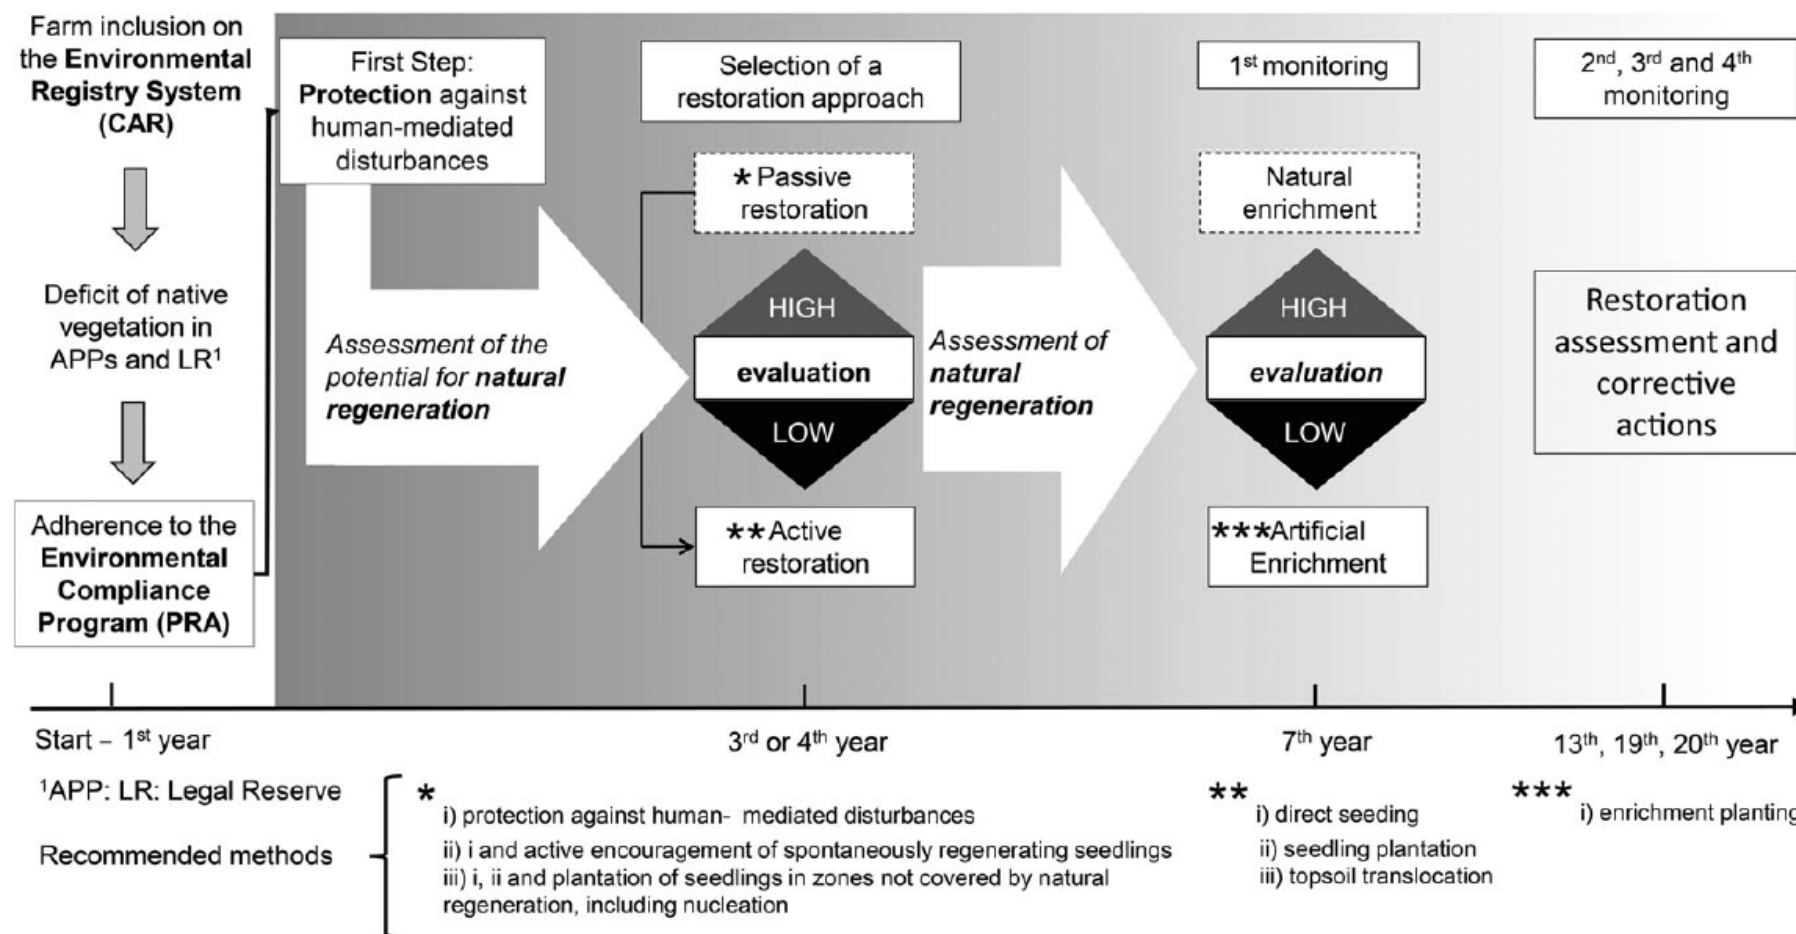 Farm inclusion on
the Environmental
Registry System
(CAR)
Deficit of native
vegetation in
APPs and LR¹
Adherence to the
Environmental
Compliance
Program (PRA)
First Step:
Protection against
human-mediated
disturbances
Assessment of the
potential for natural
regeneration
Selection of a
restoration approach
* Passive
restoration
HIGH
evaluation
LOW
** Active
restoration
Assessment of
natural
regeneration
1st monitoring
Natural
enrichment
HIGH
evaluation
LOW
***Artificial
Enrichment
2nd, 3rd and 4th
monitoring
Restoration
assessment and
corrective
actions
Start – 1st year
3rd or 4th year
7th year
13th, 19th, 20th year
¹APP: LR: Legal Reserve
Recommended methods
*
i) protection against human- mediated disturbances
ii) i and active encouragement of spontaneously regenerating seedlings
iii) i, ii and plantation of seedlings in zones not covered by natural
regeneration, including nucleation
**
i) direct seeding
ii) seedling plantation
iii) topsoil translocation
***
i) enrichment planting